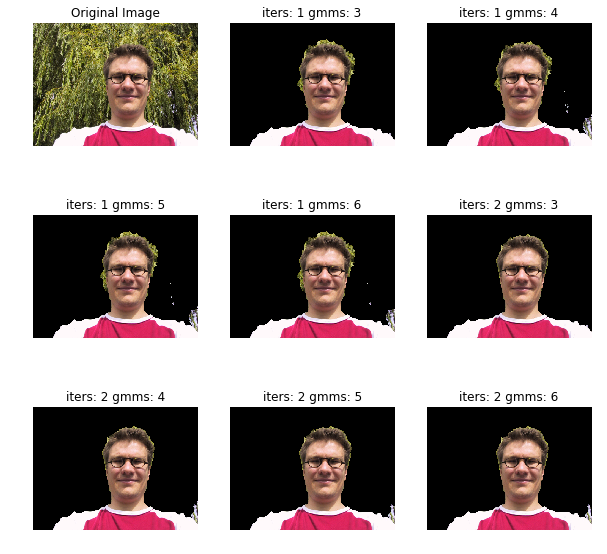 Original Image
iters: 1 gmms: 3
iters: 1 gmms: 4
iters: 1 gmms: 5
iters: 1 gmms: 6
iters: 2 gmms: 3
iters: 2 gmms: 4
iters: 2 gmms: 5
iters: 2 gmms: 6